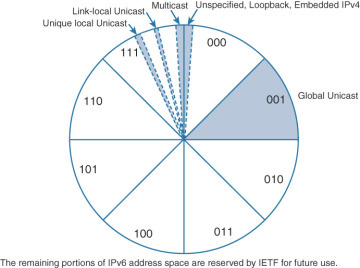 Link-local Unicast
Multicast
Unspecified, Loopback, Embedded IPv4
Unique local Unicast
111
000
110
001
Global Unicast
101
010
100
011
The remaining portions of IPv6 address space are reserved by IETF for future use.